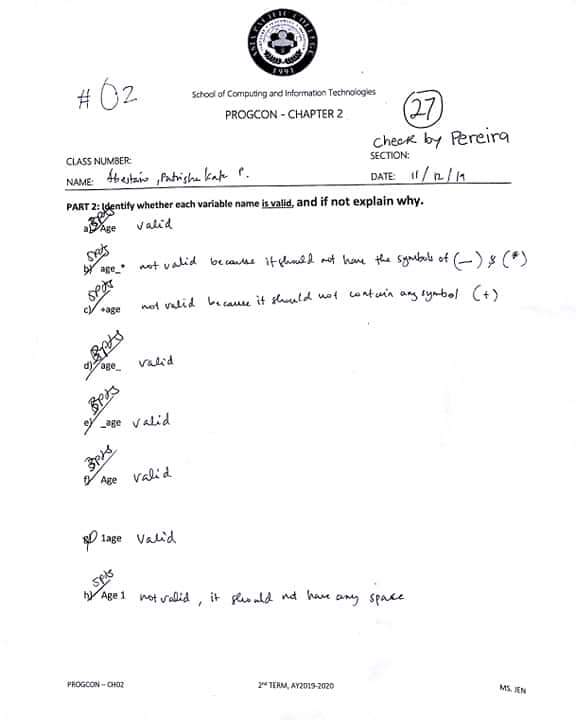 ASIA PACIFIC COLLEGE
1991
#02
School of Computing and Information Technologies
PROGCON - CHAPTER 2
27
Check by Pereira
CLASS NUMBER:
SECTION:
NAME: , P.
DATE: 11/12/19
PART 2: Identify whether each variable name is valid, and if not explain why.
3pts
a) Age valid
5pts
b) age_* not valid because it should not have the symbols of (_) & (*)
5pts
c) +age not valid because it should not contain any symbol (+)
3pts
d) age_ valid
3pts
e) _age valid
3pts
f) Age valid
1age valid
5pts
h) Age 1 not valid, it should not have any space
PROGCON – CH02
2ND TERM, AY2019-2020
MS. JEN